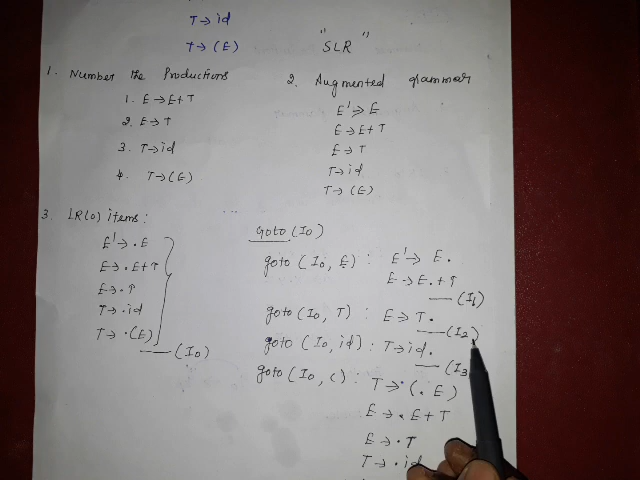 T → id
T → (E)
"SLR"
1. Number the Productions
1. E → E+T
2. E → T
3. T → id
4. T → (E)
2. Augmented grammar
E' → E
E → E+T
E → T
T → id
T → (E)
3. LR(0) items:
E' → .E
E → .E+T
E → .T
T → .id
T → .(E)
(I0)
Goto (I0)
goto (I0, E) : E' → E.
E → E.+T
(I1)
goto (I0, T) : E → T.
(I2)
goto (I0, id) : T → id.
(I3
goto (I0, () : T → (.E)
E → .E+T
E → .T
T → .id